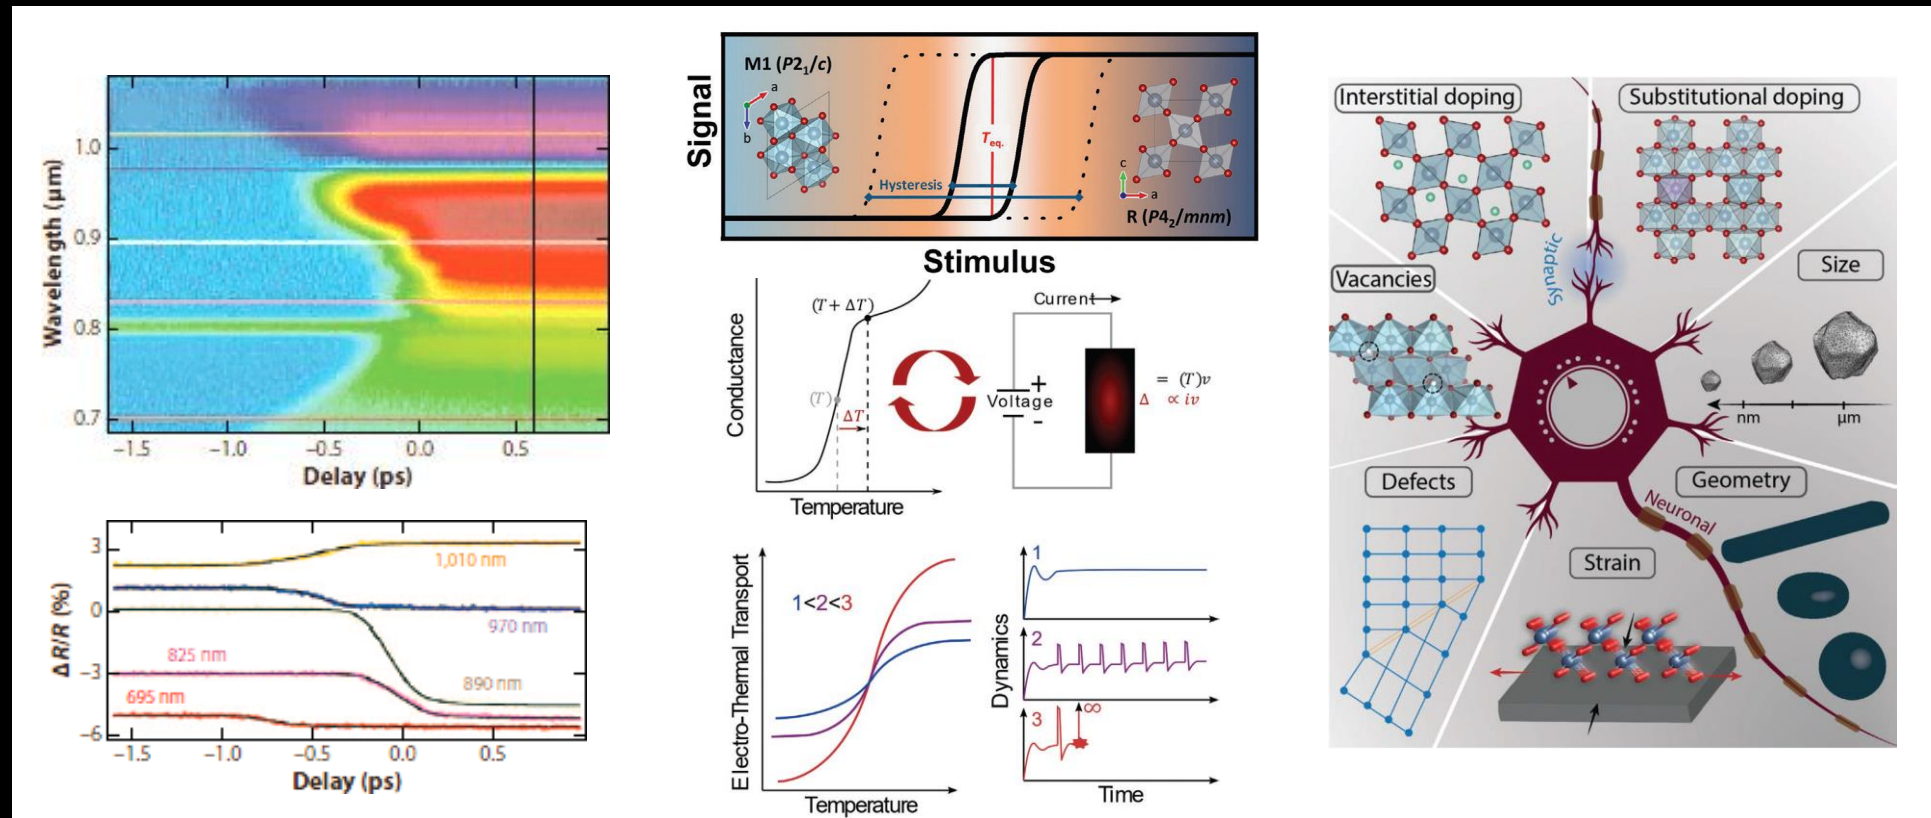 Wavelength (μm)
1.0
0.9
0.8
0.7
−1.5
−1.0
−0.5
0.0
0.5
Delay (ps)
ΔR/R (%)
3
0
−3
−6
1,010 nm
970 nm
825 nm
890 nm
695 nm
−1.5
−1.0
−0.5
0.0
0.5
Delay (ps)
Signal
M1 (P2₁/c)
a
b
T_eq.
Hysteresis
c
a
R (P4₂/mnm)
Stimulus
Conductance
(T + ΔT)
(T)
ΔT
Temperature
Current
Voltage
+
-
= (T)v
Δ ∝ iv
Electro-Thermal Transport
1<2<3
Temperature
Dynamics
1
2
3
∞
Time
Interstitial doping
Substitutional doping
Synaptic
Vacancies
Size
nm
μm
Defects
Geometry
Neuronal
Strain